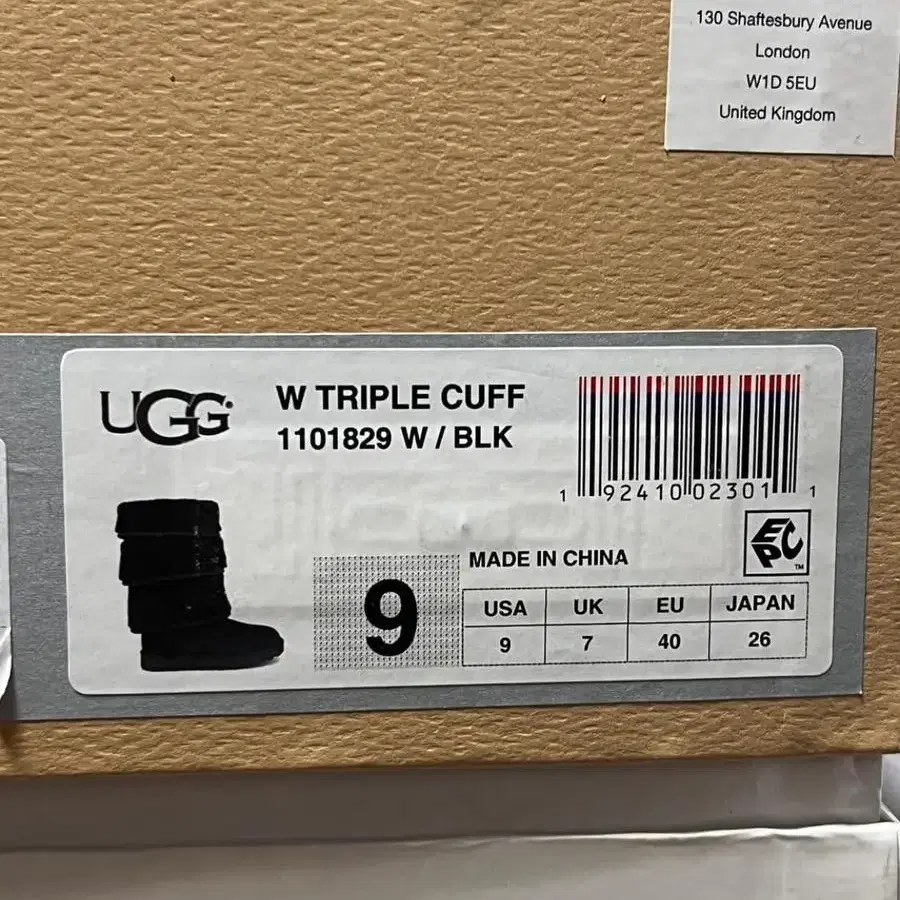 130 Shaftesbury Avenue
London
W1D 5EU
United Kingdom
UGG
W TRIPLE CUFF
1101829 W / BLK
1 92410 02301 1
EPC TM
MADE IN CHINA
9
USA UK EU JAPAN
9 7 40 26